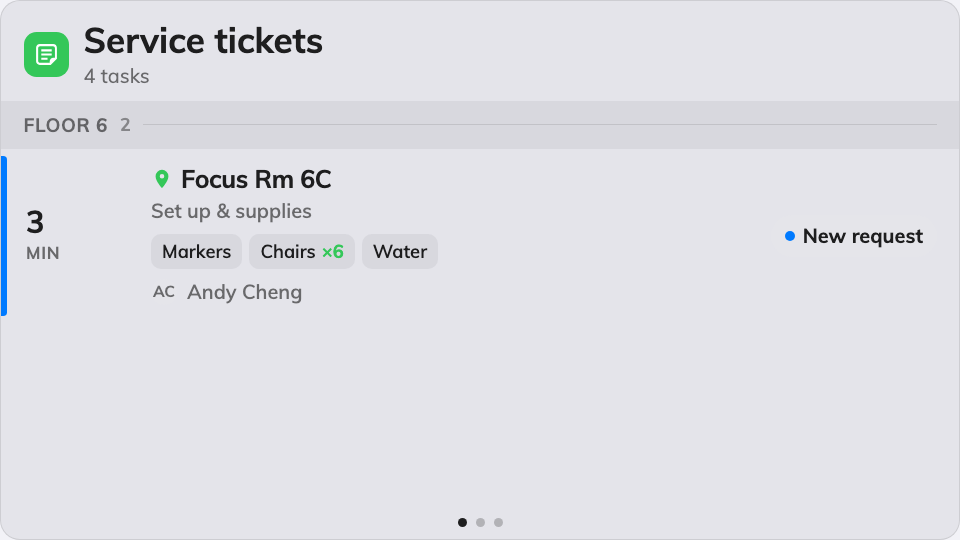 Service tickets
4 tasks
FLOOR 6 2
Focus Rm 6C
Set up & supplies
3
MIN
Markers Chairs ×6 Water
New request
AC Andy Cheng